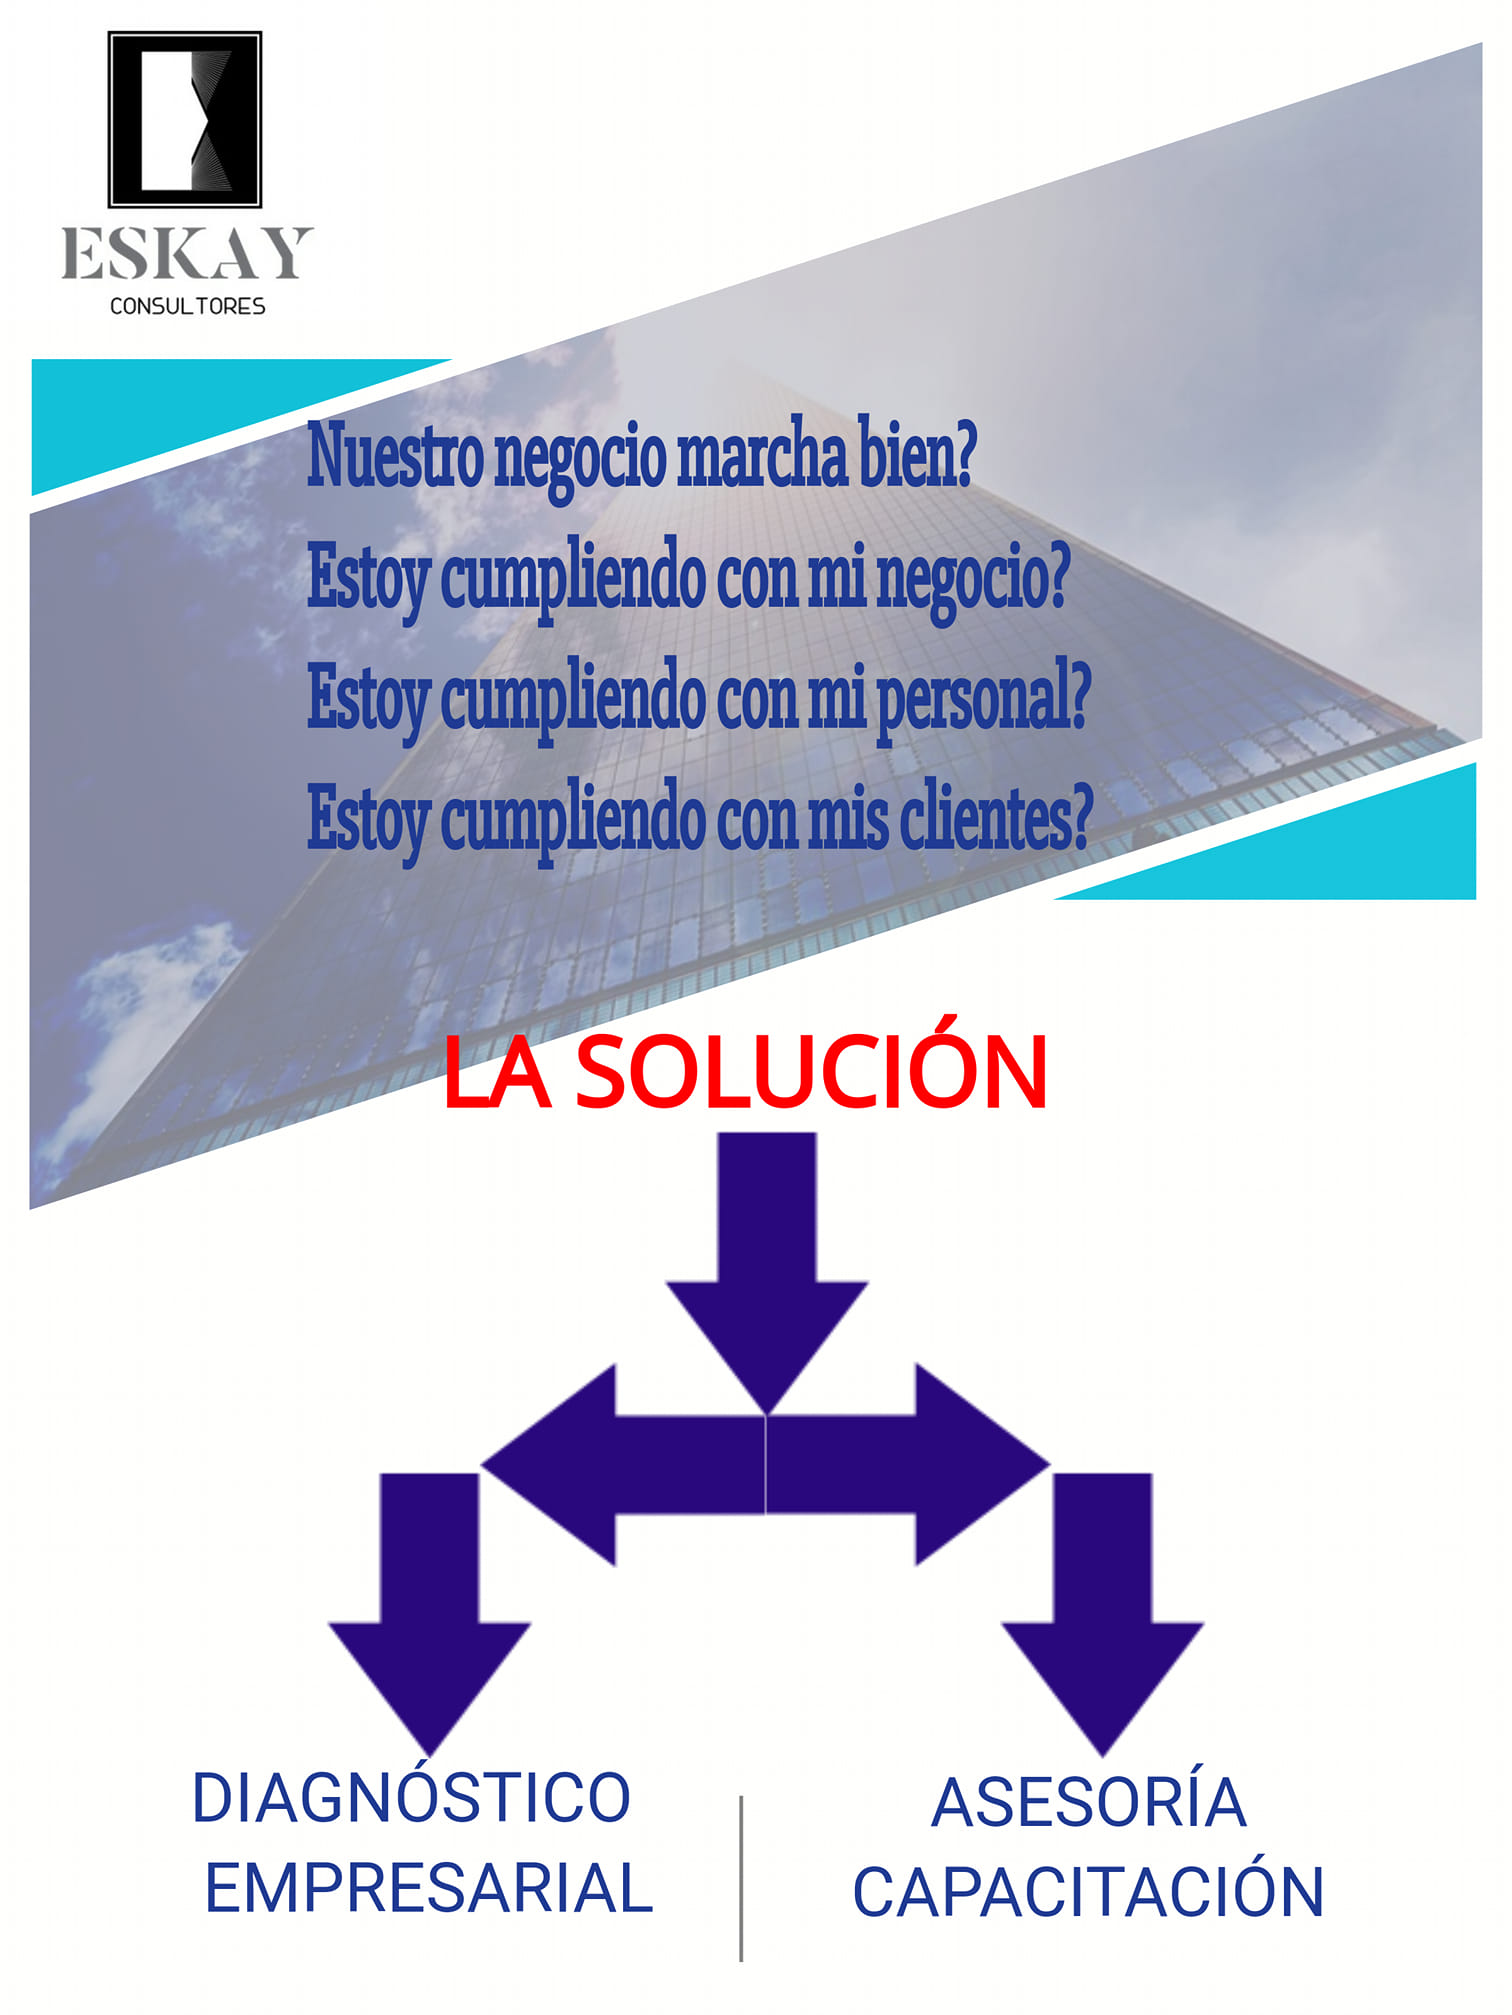 ESKAY
CONSULTORES
Nuestro negocio marcha bien?
Estoy cumpliendo con mi negocio?
Estoy cumpliendo con mi personal?
Estoy cumpliendo con mis clientes?
LA SOLUCIÓN
DIAGNÓSTICO
EMPRESARIAL
ASESORÍA
CAPACITACIÓN